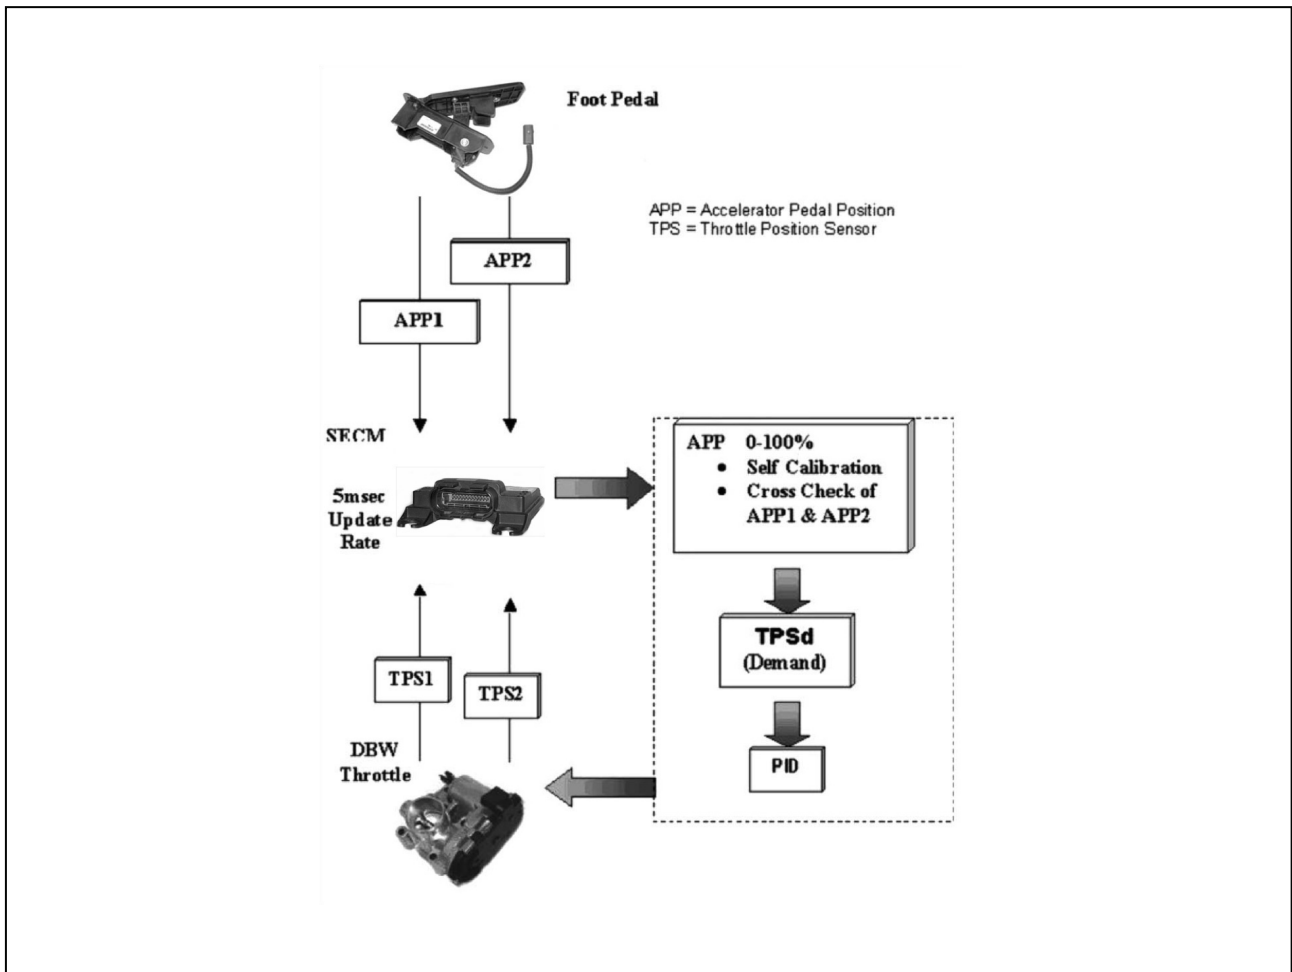 Foot Pedal
APP = Accelerator Pedal Position
TPS = Throttle Position Sensor
APP2
APP1
SECM
5msec
Update
Rate
APP 0-100%
• Self Calibration
• Cross Check of
APP1 & APP2
TPSd
(Demand)
TPS1
TPS2
DBW
Throttle
PID